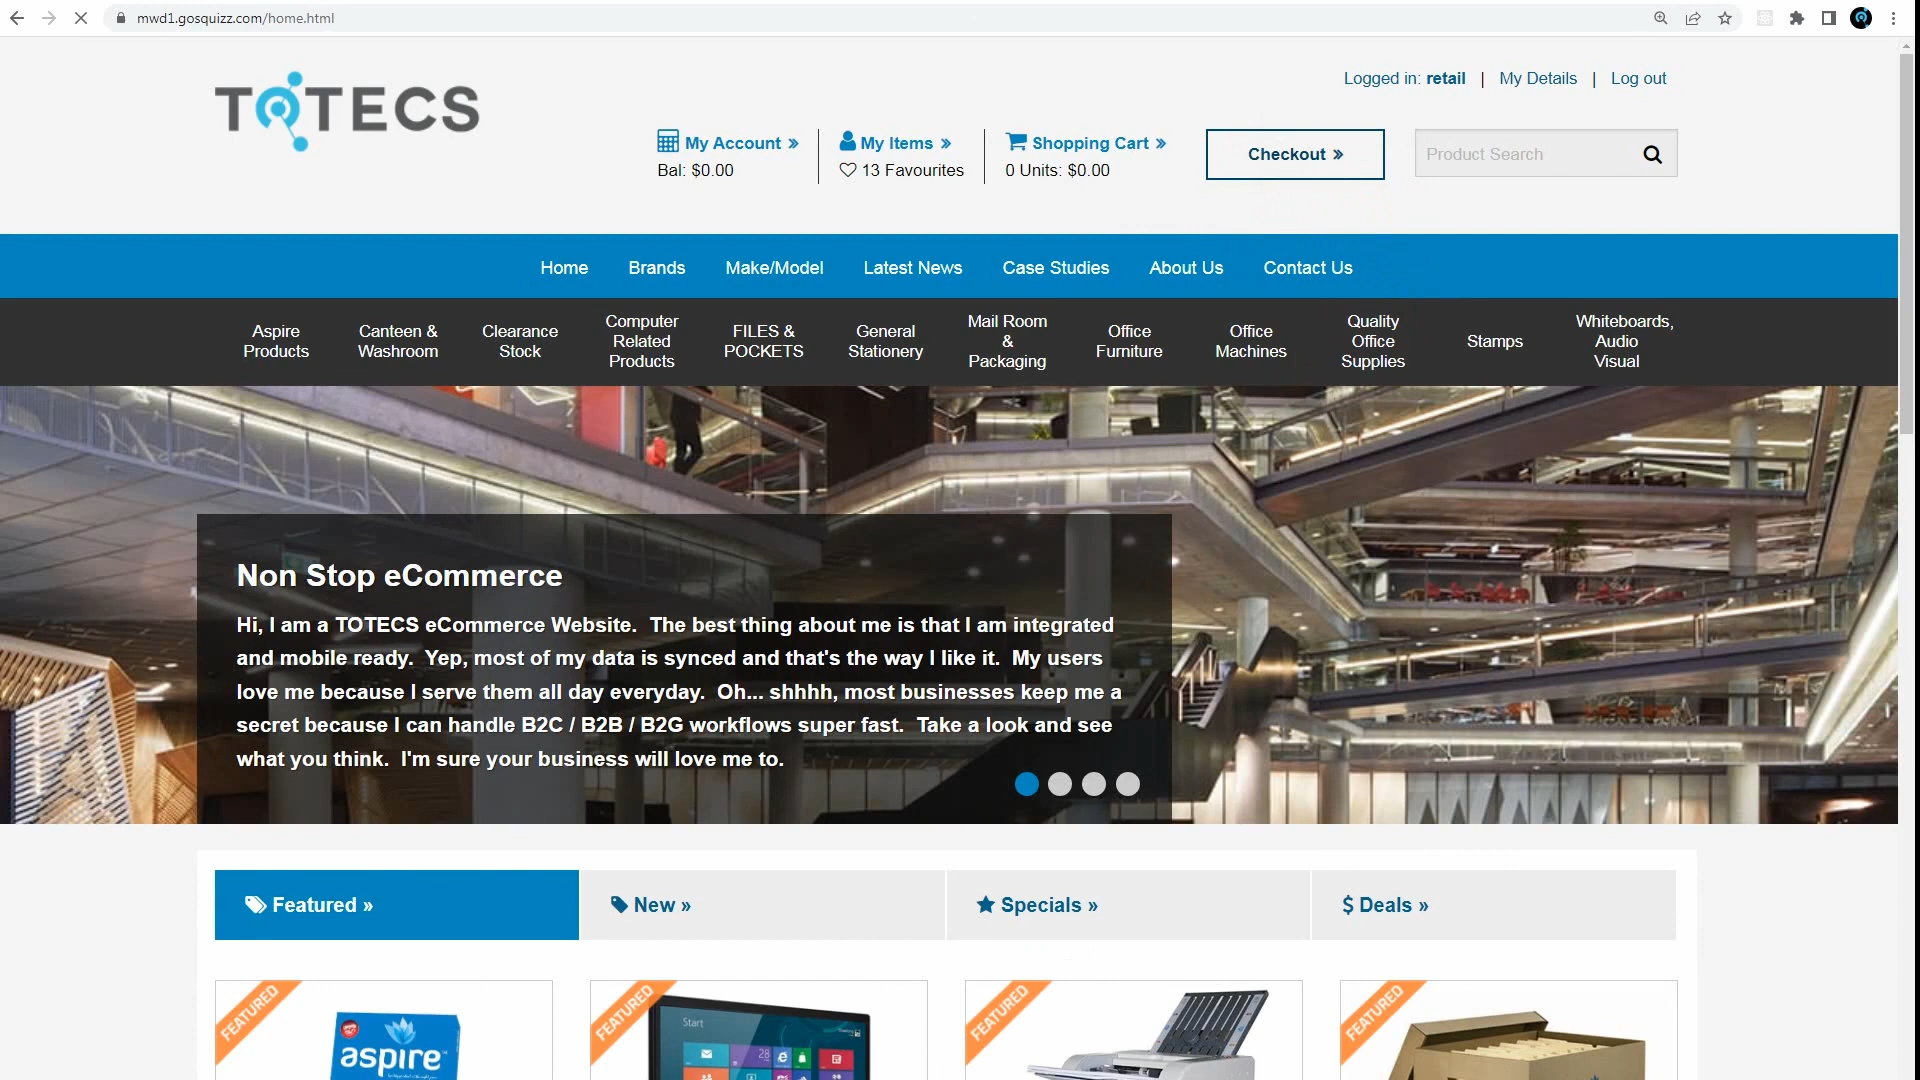 mwd1.gosquizz.com/home.html
TOTECS
Logged in: retail | My Details | Log out
My Account »
Bal: $0.00
My Items »
13 Favourites
Shopping Cart »
0 Units: $0.00
Checkout »
Product Search
Home
Brands
Make/Model
Latest News
Case Studies
About Us
Contact Us
Aspire
Products
Canteen &
Washroom
Clearance
Stock
Computer
Related
Products
FILES &
POCKETS
General
Stationery
Mail Room
&
Packaging
Office
Furniture
Office
Machines
Quality
Office
Supplies
Stamps
Whiteboards,
Audio
Visual
Non Stop eCommerce
Hi, I am a TOTECS eCommerce Website. The best thing about me is that I am integrated
and mobile ready. Yep, most of my data is synced and that's the way I like it. My users
love me because I serve them all day everyday. Oh... shhhh, most businesses keep me a
secret because I can handle B2C / B2B / B2G workflows super fast. Take a look and see
what you think. I'm sure your business will love me to.
Featured »
New »
Specials »
$ Deals »
FEATURED
aspire
FEATURED
Start
28
FEATURED
FEATURED